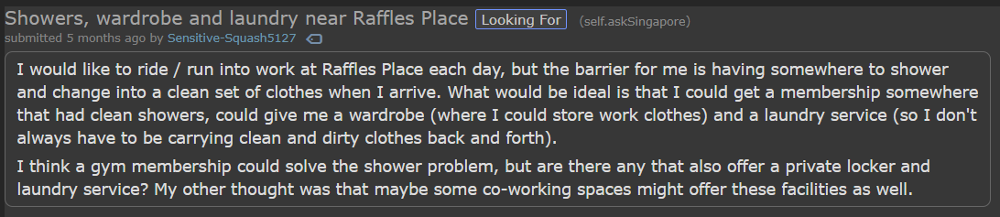 Showers, wardrobe and laundry near Raffles Place Looking For (self.askSingapore)
submitted 5 months ago by Sensitive-Squash5127
I would like to ride / run into work at Raffles Place each day, but the barrier for me is having somewhere to shower
and change into a clean set of clothes when I arrive. What would be ideal is that I could get a membership somewhere
that had clean showers, could give me a wardrobe (where I could store work clothes) and a laundry service (so I don't
always have to be carrying clean and dirty clothes back and forth).
I think a gym membership could solve the shower problem, but are there any that also offer a private locker and
laundry service? My other thought was that maybe some co-working spaces might offer these facilities as well.